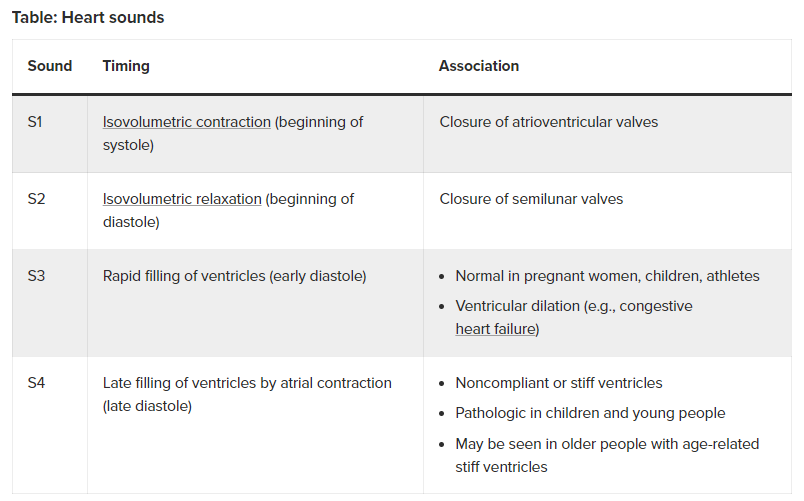 Table: Heart sounds
Sound Timing Association
S1 Isovolumetric contraction (beginning of systole) Closure of atrioventricular valves
S2 Isovolumetric relaxation (beginning of diastole) Closure of semilunar valves
S3 Rapid filling of ventricles (early diastole)
• Normal in pregnant women, children, athletes
• Ventricular dilation (e.g., congestive
heart failure)
S4 Late filling of ventricles by atrial contraction (late diastole)
• Noncompliant or stiff ventricles
• Pathologic in children and young people
• May be seen in older people with age-related
stiff ventricles